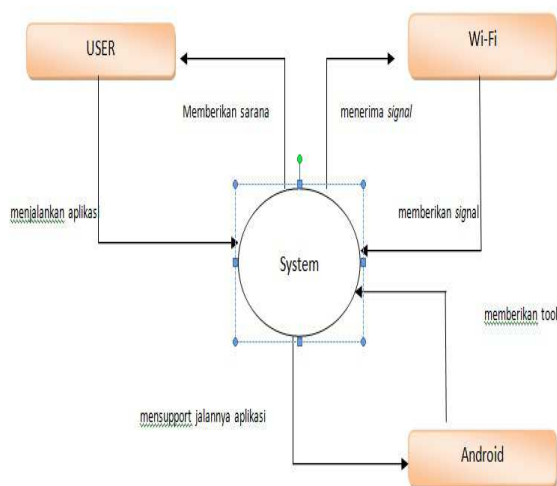 USER
Wi-Fi
Memberikan sarana
menerima signal
menjalankan aplikasi
memberikan signal
System
memberikan tool
mensupport jalannya aplikasi
Android